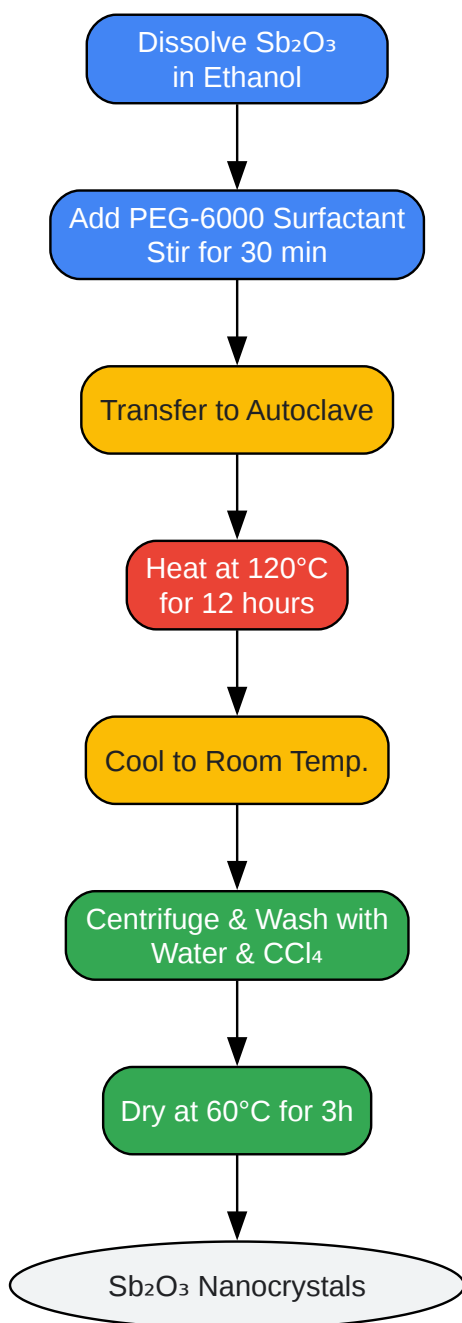 Dissolve Sb₂O₃
in Ethanol
Add PEG-6000 Surfactant
Stir for 30 min
Transfer to Autoclave
Heat at 120°C
for 12 hours
Cool to Room Temp.
Centrifuge & Wash with
Water & CCl₄
Dry at 60°C for 3h
Sb₂O₃ Nanocrystals